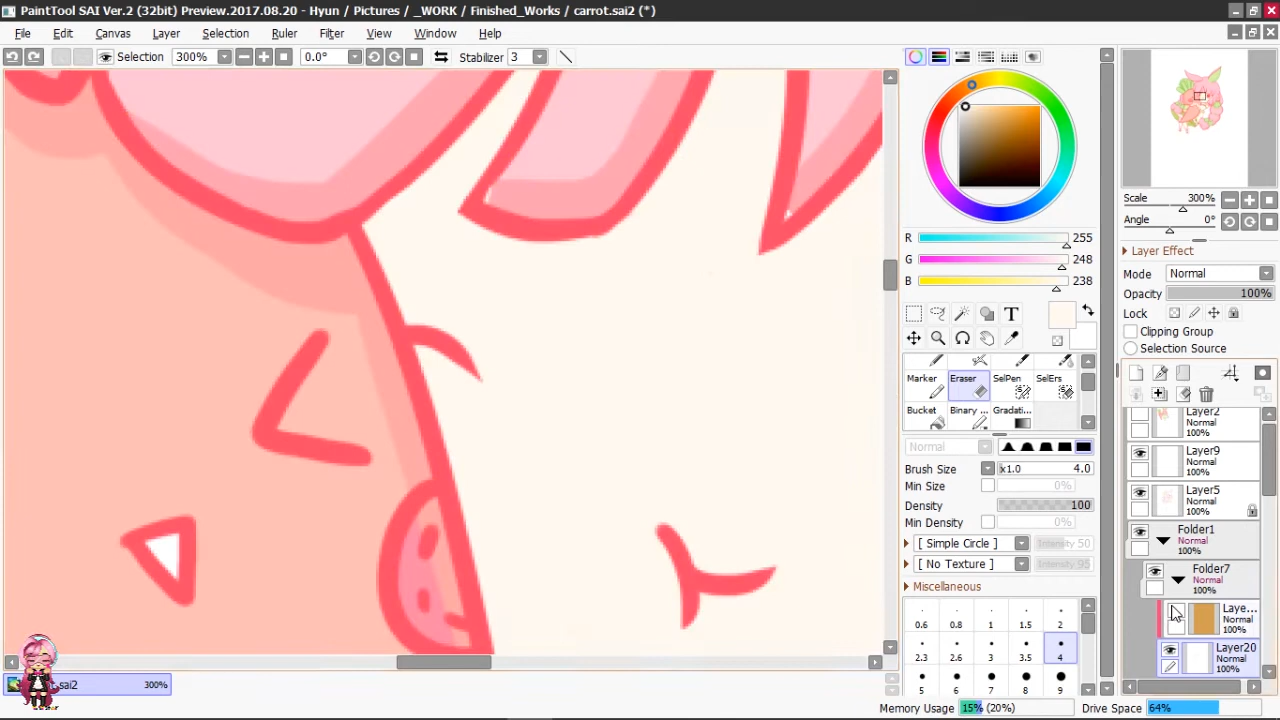 PaintTool SAI Ver.2 (32bit) Preview.2017.08.20 - Hyun / Pictures / _WORK / Finished_Works / carrot.sai2 (*)
File Edit Canvas Layer Selection Ruler Filter View Window Help
Selection 300% 0.0° Stabilizer 3
Scale 300%
Angle 0°
Layer Effect
Mode Normal
Opacity 100%
Lock
Clipping Group
Selection Source
R 255
G 248
B 238
T
Marker Eraser SelPen SelErs
Bucket Binary ... Gradati...
Normal
Brush Size x1.0 4.0
Min Size 0%
Density 100
Min Density 0%
[ Simple Circle ] Intensity 50
[ No Texture ] Intensity 95
Miscellaneous
0.6 0.8 1 1.5 2
2.3 2.6 3 3.5 4
5 6 7 8 9
Layer2
Normal
100%
Layer9
Normal
100%
Layer5
Normal
100%
Folder1
Normal
100%
Folder7
Normal
100%
Laye...
Normal
100%
Layer20
Normal
100%
.sai2 300%
Memory Usage 15% (20%) Drive Space 64%